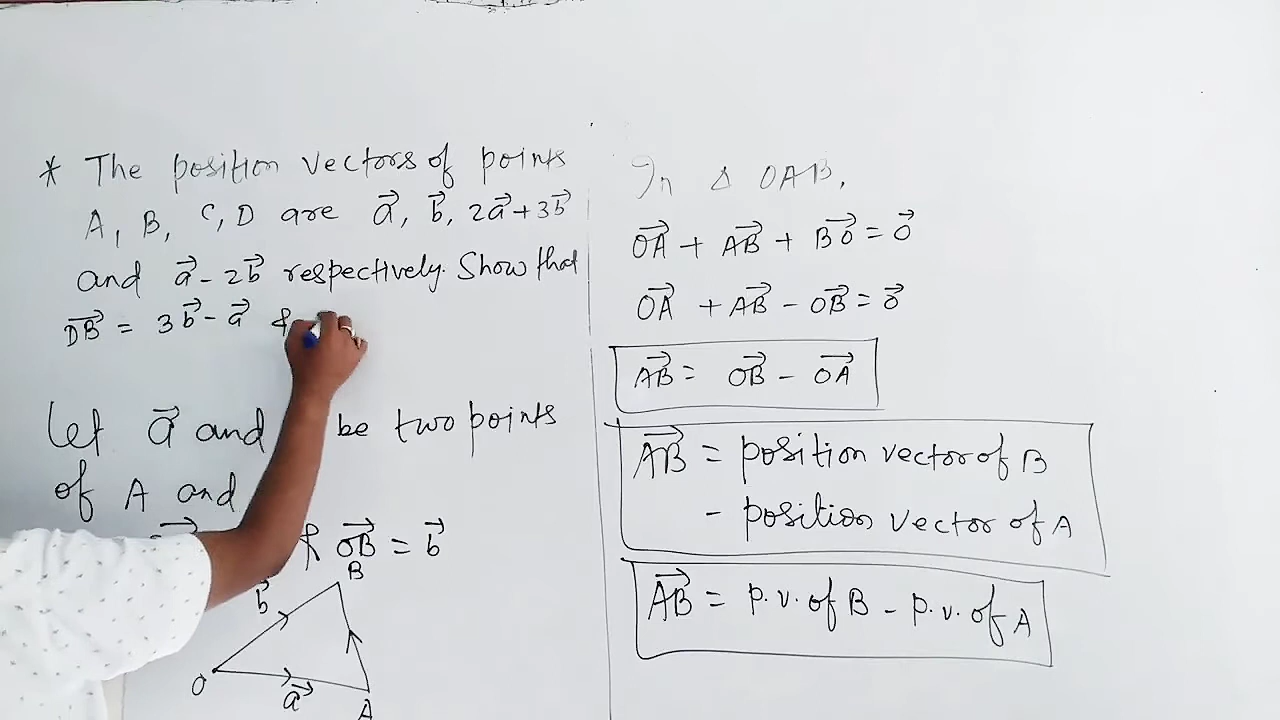 * The position vectors of points
A, B, C, D are a⃗, b⃗, 2a⃗+3b⃗
and a⃗-2b⃗ respectively. Show that
DB⃗ = 3b⃗-a⃗ &
Let a⃗ and be two points
of A and
& OB⃗ = b⃗
B
b⃗
O
a⃗
A
In Δ OAB,
OA⃗ + AB⃗ + BO⃗ = 0⃗
OA⃗ + AB⃗ - OB⃗ = 0⃗
AB⃗ = OB⃗ - OA⃗
AB⃗ = position vector of B
- position vector of A
AB⃗ = p.v. of B - p.v. of A